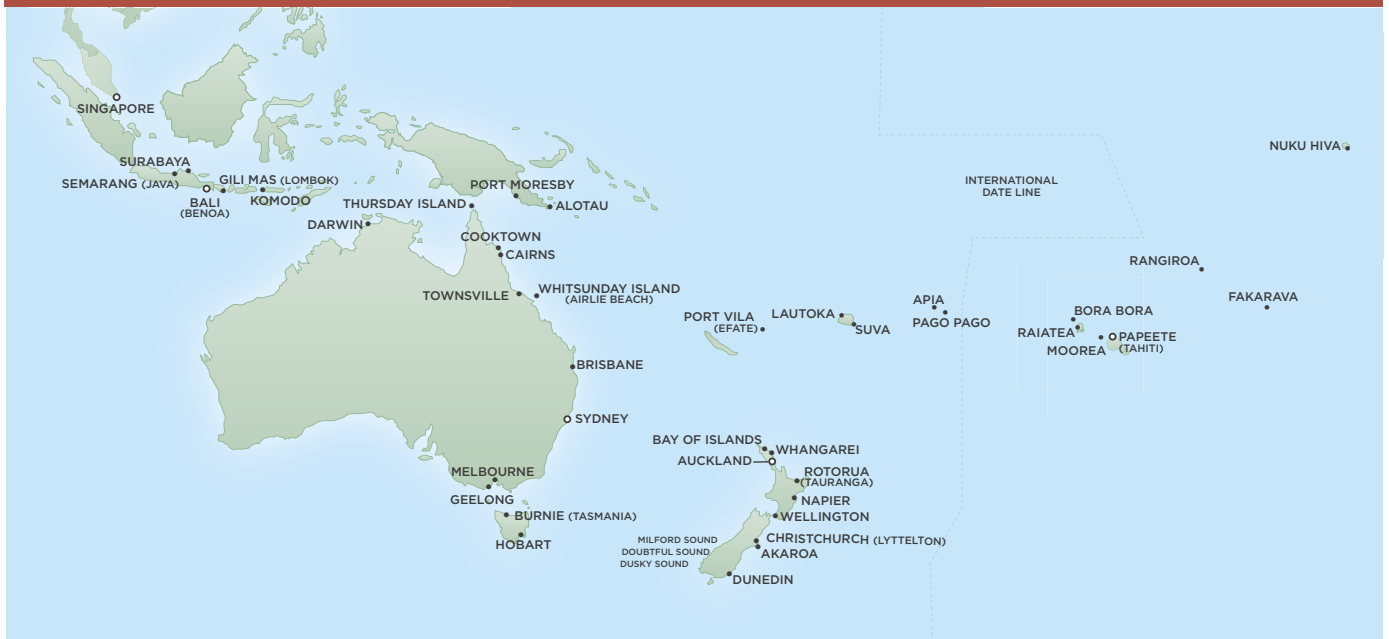 SINGAPORE
NUKU HIVA
SURABAYA
SEMARANG (JAVA)
GILI MAS (LOMBOK)
BALI
(BENOA)
KOMODO
INTERNATIONAL
DATE LINE
PORT MORESBY
THURSDAY ISLAND
ALOTAU
DARWIN
COOKTOWN
CAIRNS
RANGIROA
TOWNSVILLE
WHITSUNDAY ISLAND
(AIRLIE BEACH)
FAKARAVA
APIA
PAGO PAGO
BORA BORA
PORT VILA
(EFATE)
LAUTOKA
SUVA
RAIATEA
MOOREA
PAPEETE
(TAHITI)
BRISBANE
SYDNEY
BAY OF ISLANDS
WHANGAREI
AUCKLAND
MELBOURNE
GEELONG
ROTORUA
(TAURANGA)
NAPIER
BURNIE (TASMANIA)
WELLINGTON
HOBART
MILFORD SOUND
DOUBTFUL SOUND
DUSKY SOUND
CHRISTCHURCH (LYTTELTON)
AKAROA
DUNEDIN